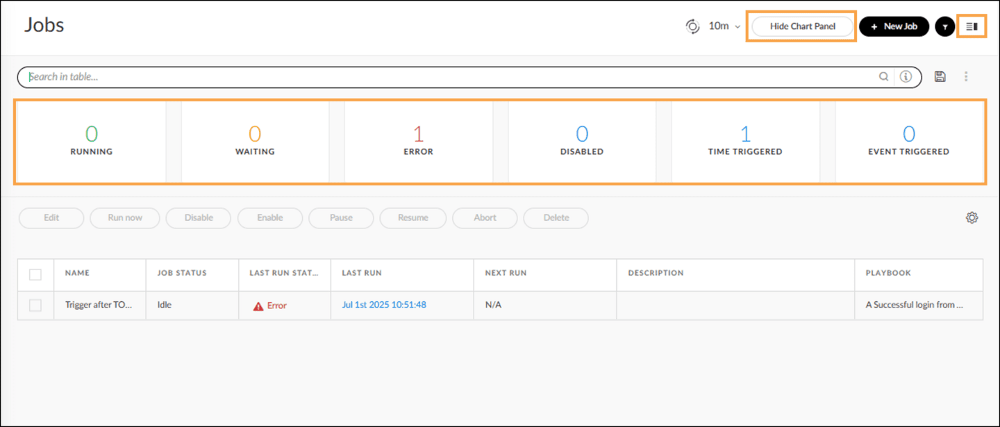 Jobs
10m
Hide Chart Panel
+ New Job
Search in table...
0
RUNNING
0
WAITING
1
ERROR
0
DISABLED
1
TIME TRIGGERED
0
EVENT TRIGGERED
Edit
Run now
Disable
Enable
Pause
Resume
Abort
Delete
NAME
JOB STATUS
LAST RUN STAT...
LAST RUN
NEXT RUN
DESCRIPTION
PLAYBOOK
Trigger after TO...
Idle
Error
Jul 1st 2025 10:51:48
N/A
A Successful login from ...